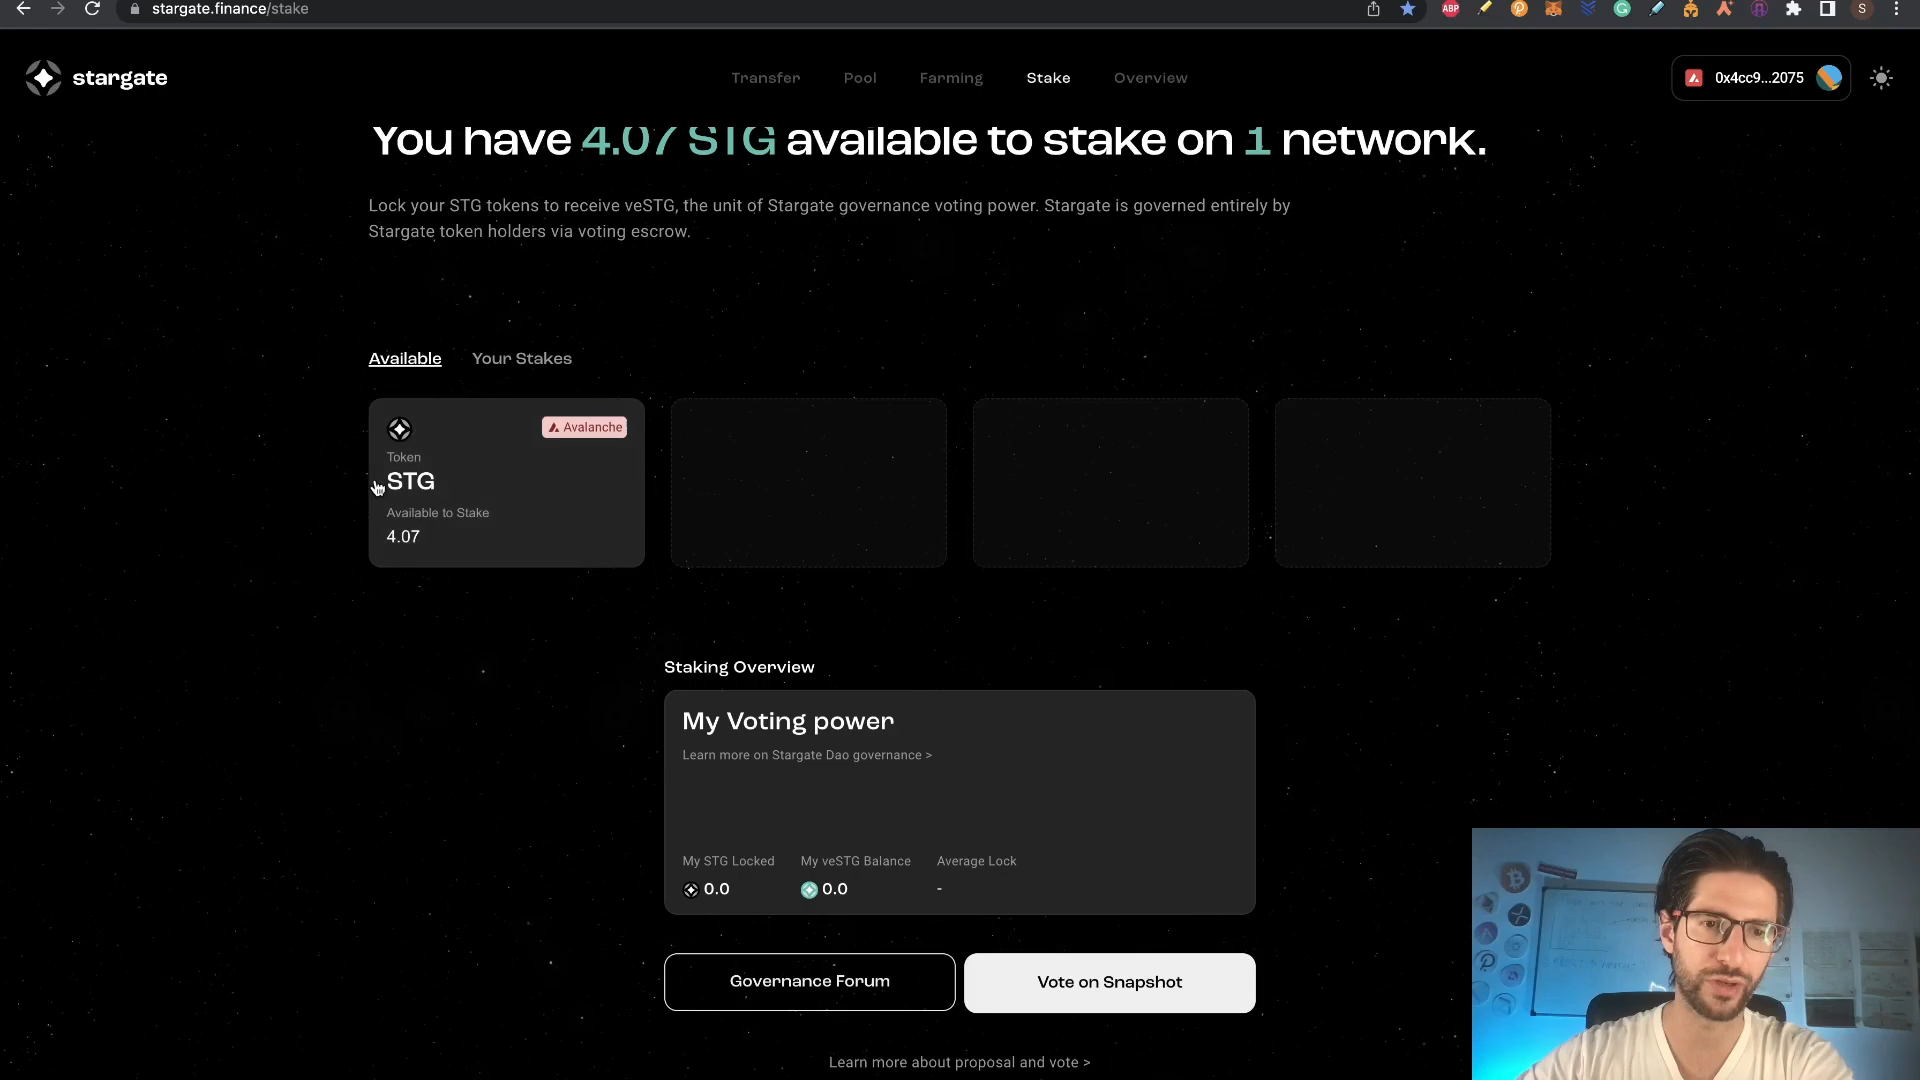 stargate.finance/stake
ABP
S
stargate
Transfer
Pool
Farming
Stake
Overview
0x4cc9...2075
You have 4.07 STG available to stake on 1 network.
Lock your STG tokens to receive veSTG, the unit of Stargate governance voting power. Stargate is governed entirely by
Stargate token holders via voting escrow.
Available
Your Stakes
Avalanche
Token
STG
Available to Stake
4.07
Staking Overview
My Voting power
Learn more on Stargate Dao governance >
My STG Locked
My veSTG Balance
Average Lock
0.0
0.0
-
Governance Forum
Vote on Snapshot
Learn more about proposal and vote >